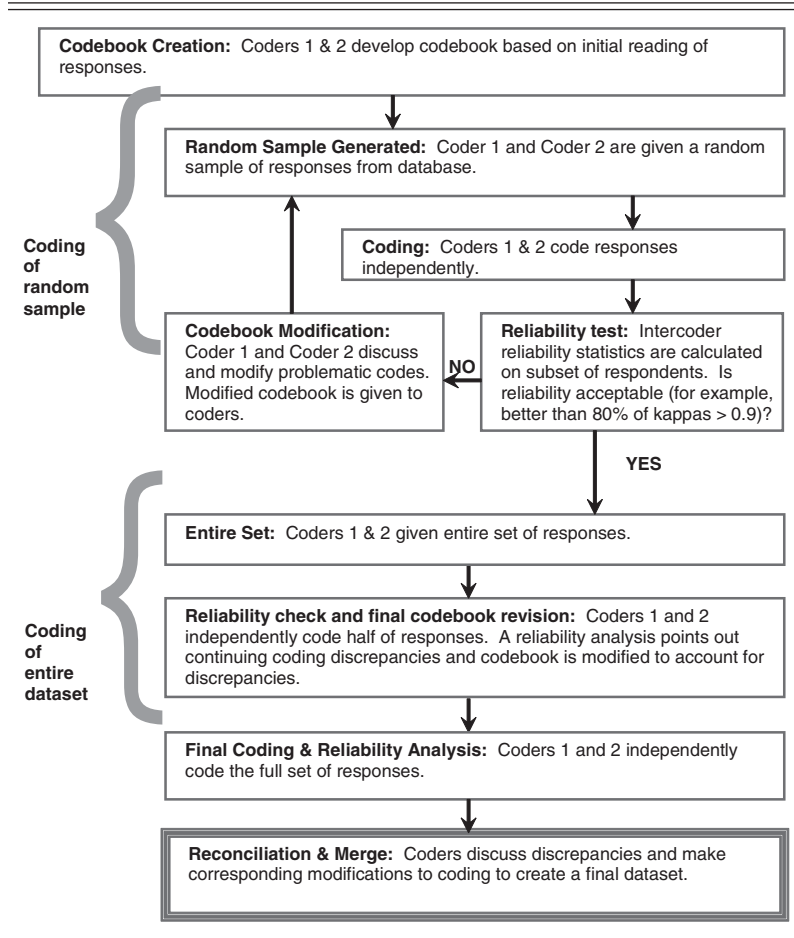 Codebook Creation: Coders 1 & 2 develop codebook based on initial reading of
responses.
Random Sample Generated: Coder 1 and Coder 2 are given a random
sample of responses from database.
Coding: Coders 1 & 2 code responses
independently.
Coding
of
random
sample
Codebook Modification:
Coder 1 and Coder 2 discuss
and modify problematic codes.
Modified codebook is given to
coders.
NO
Reliability test: Intercoder
reliability statistics are calculated
on subset of respondents. Is
reliability acceptable (for example,
better than 80% of kappas > 0.9)?
YES
Entire Set: Coders 1 & 2 given entire set of responses.
Coding
of
entire
dataset
Reliability check and final codebook revision: Coders 1 and 2
independently code half of responses. A reliability analysis points out
continuing coding discrepancies and codebook is modified to account for
discrepancies.
Final Coding & Reliability Analysis: Coders 1 and 2 independently
code the full set of responses.
Reconciliation & Merge: Coders discuss discrepancies and make
corresponding modifications to coding to create a final dataset.